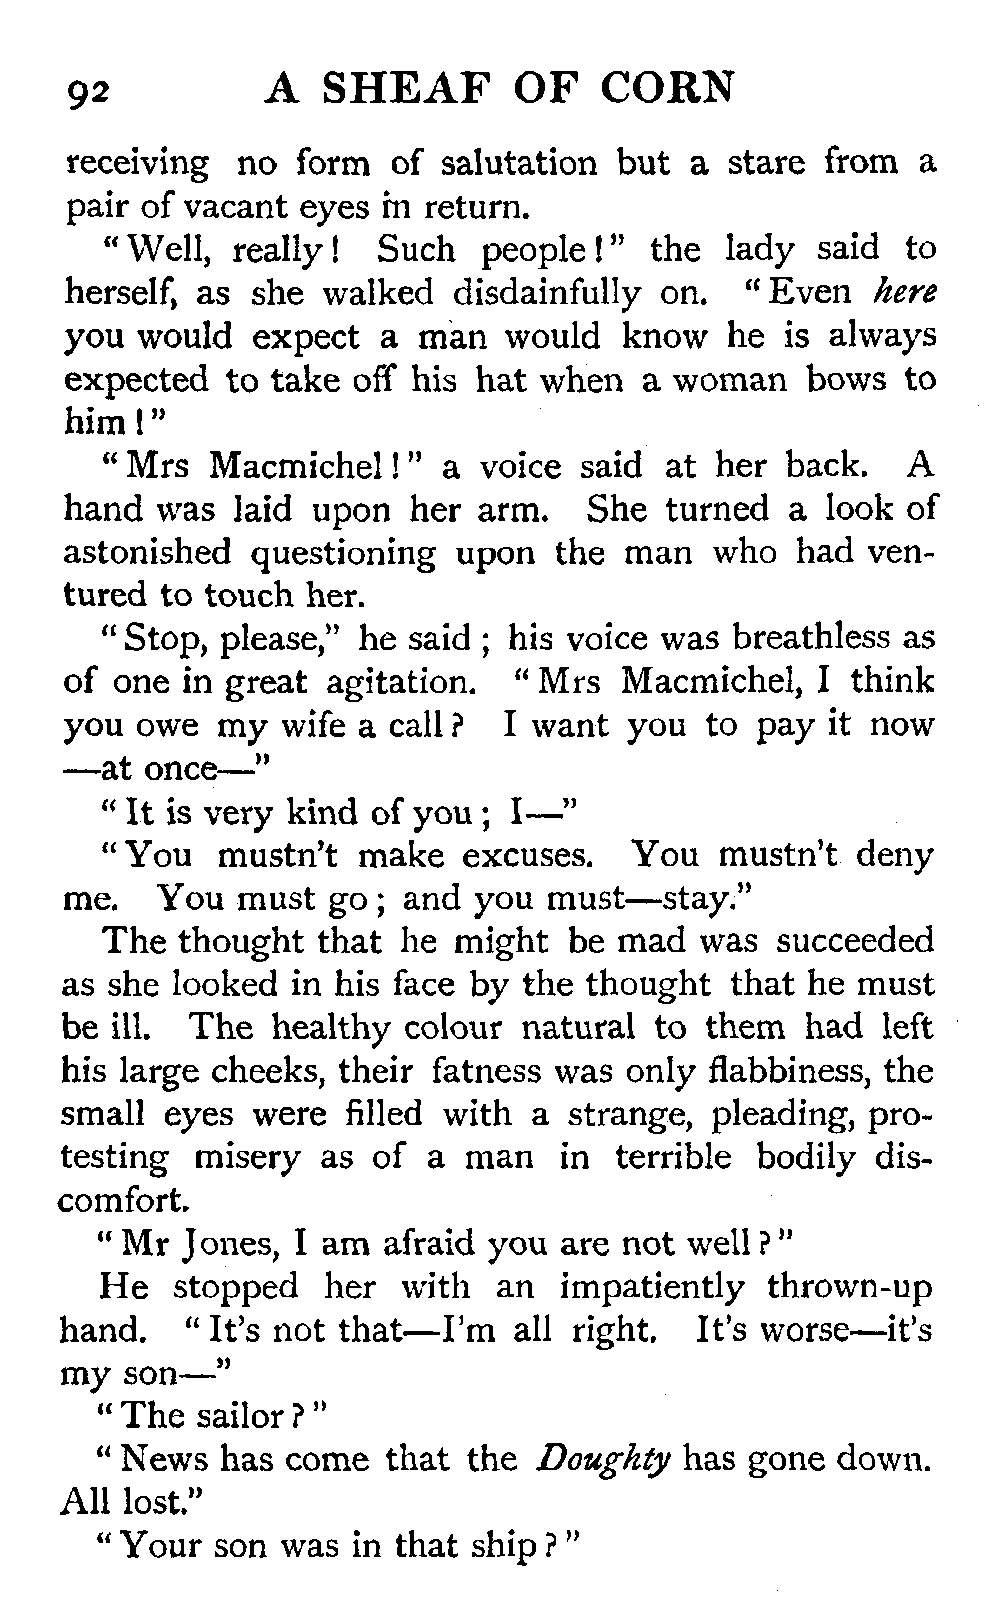 92 A SHEAF OF CORN
receiving no form of salutation but a stare from a
pair of vacant eyes in return.
"Well, really! Such people!" the lady said to
herself, as she walked disdainfully on. "Even here
you would expect a man would know he is always
expected to take off his hat when a woman bows to
him!"
"Mrs Macmichel!" a voice said at her back. A
hand was laid upon her arm. She turned a look of
astonished questioning upon the man who had ven-
tured to touch her.
"Stop, please," he said; his voice was breathless as
of one in great agitation. "Mrs Macmichel, I think
you owe my wife a call? I want you to pay it now
—at once—"
"It is very kind of you; I—"
"You mustn't make excuses. You mustn't deny
me. You must go; and you must—stay."
The thought that he might be mad was succeeded
as she looked in his face by the thought that he must
be ill. The healthy colour natural to them had left
his large cheeks, their fatness was only flabbiness, the
small eyes were filled with a strange, pleading, pro-
testing misery as of a man in terrible bodily dis-
comfort.
"Mr Jones, I am afraid you are not well?"
He stopped her with an impatiently thrown-up
hand. "It's not that—I'm all right. It's worse—it's
my son—"
"The sailor?"
"News has come that the Doughty has gone down.
All lost."
"Your son was in that ship?"